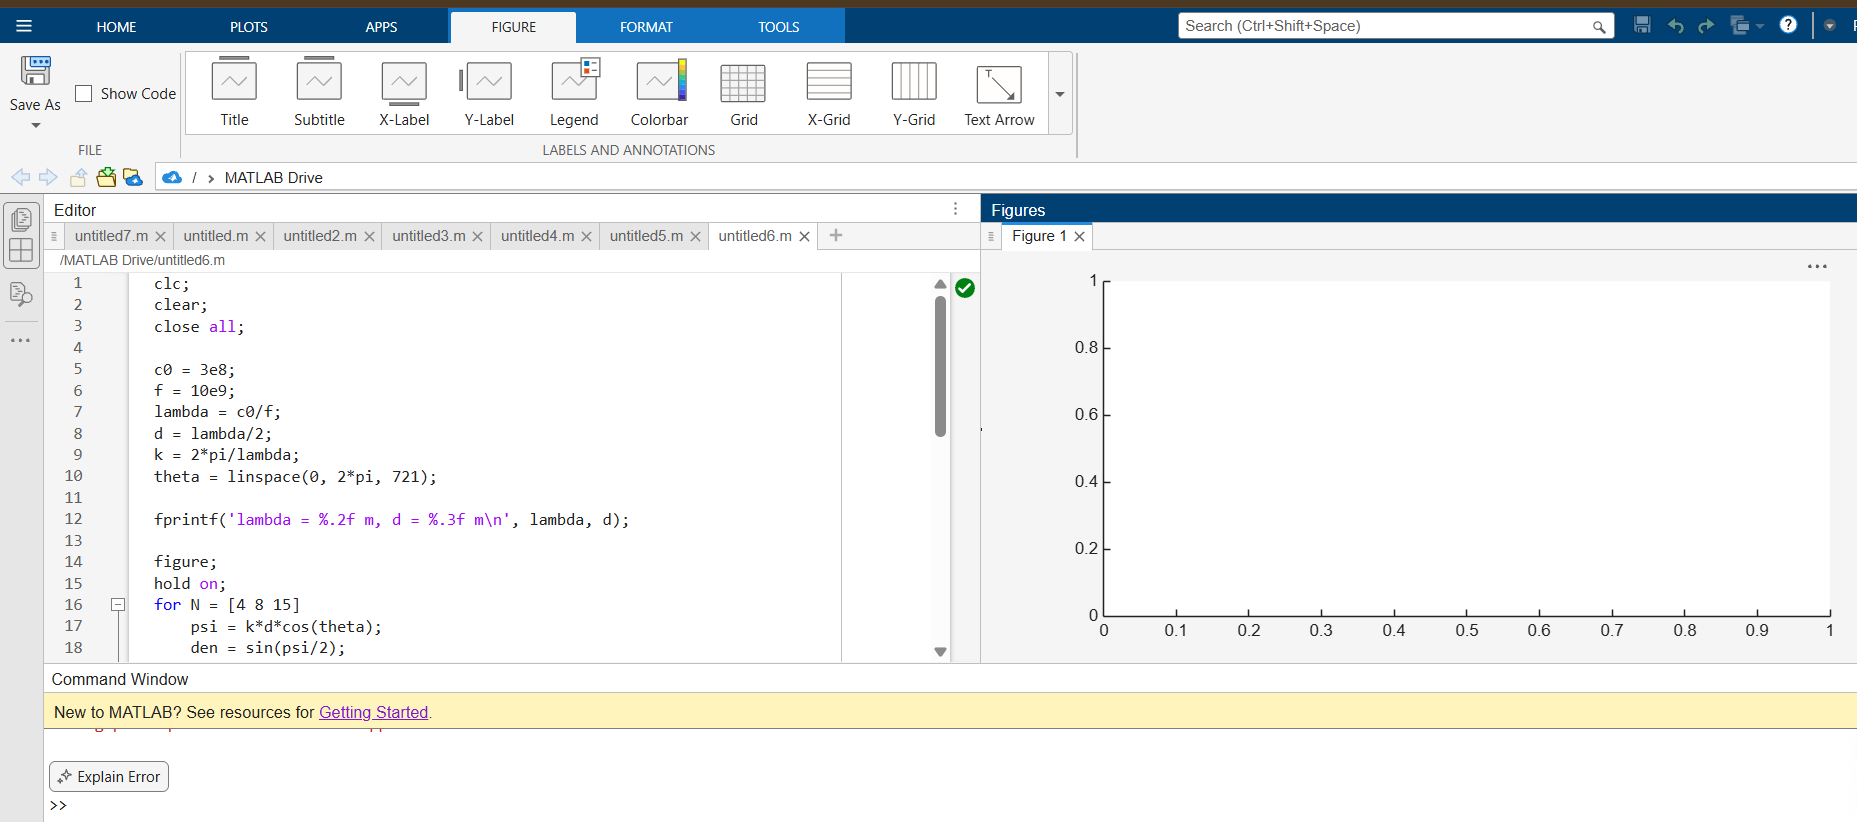 HOME PLOTS APPS FIGURE FORMAT TOOLS Search (Ctrl+Shift+Space)
Save As
Show Code
Title Subtitle X-Label Y-Label Legend Colorbar Grid X-Grid Y-Grid Text Arrow
FILE LABELS AND ANNOTATIONS
/ › MATLAB Drive
Editor
untitled7.m untitled.m untitled2.m untitled3.m untitled4.m untitled5.m untitled6.m
/MATLAB Drive/untitled6.m
1 clc;
2 clear;
3 close all;
4
5 c0 = 3e8;
6 f = 10e9;
7 lambda = c0/f;
8 d = lambda/2;
9 k = 2*pi/lambda;
10 theta = linspace(0, 2*pi, 721);
11
12 fprintf('lambda = %.2f m, d = %.3f m\n', lambda, d);
13
14 figure;
15 hold on;
16 for N = [4 8 15]
17 psi = k*d*cos(theta);
18 den = sin(psi/2);
Figures
Figure 1
1
0.8
0.6
0.4
0.2
0
0 0.1 0.2 0.3 0.4 0.5 0.6 0.7 0.8 0.9 1
Command Window
New to MATLAB? See resources for Getting Started.
Explain Error
>>